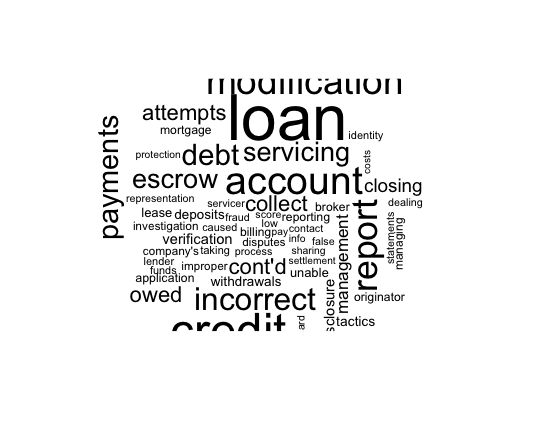 modification
attempts loan
mortgage identity
payments
protection debt servicing costs
escrow account closing
representation servicer collect broker dealing
lease deposits fraud score reporting
low
investigation caused billing pay contact
verification disputes info false
company's taking process sharing
lender cont'd settlement
funds improper unable
application withdrawals
management report statements managing
owed incorrect originator
credit tactics